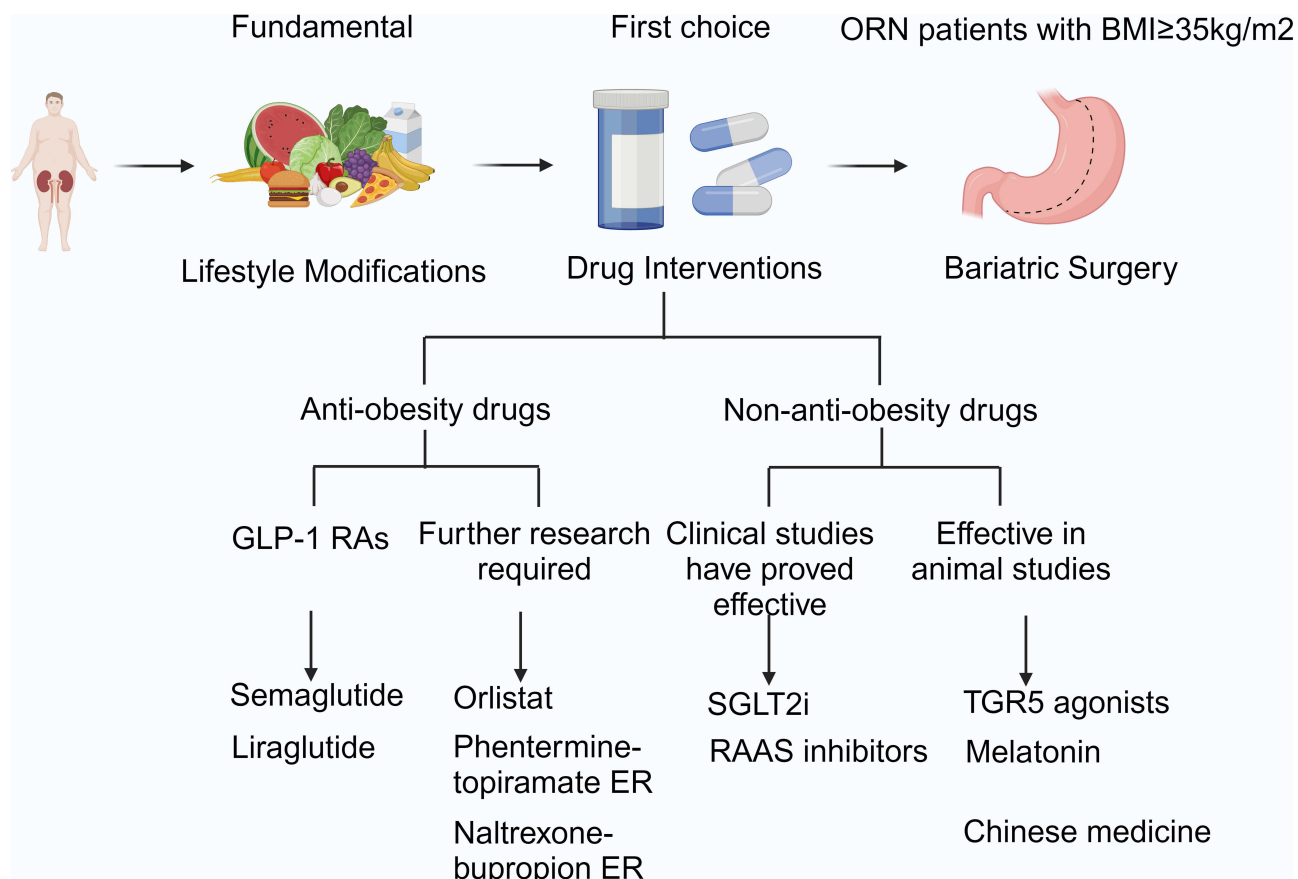 Fundamental
First choice
ORN patients with BMI≥35kg/m2
Lifestyle Modifications
Drug Interventions
Bariatric Surgery
Anti-obesity drugs
Non-anti-obesity drugs
GLP-1 RAs
Further research
required
Clinical studies
have proved
effective
Effective in
animal studies
Semaglutide
Liraglutide
Orlistat
Phentermine-
topiramate ER
Naltrexone-
bupropion ER
SGLT2i
RAAS inhibitors
TGR5 agonists
Melatonin
Chinese medicine